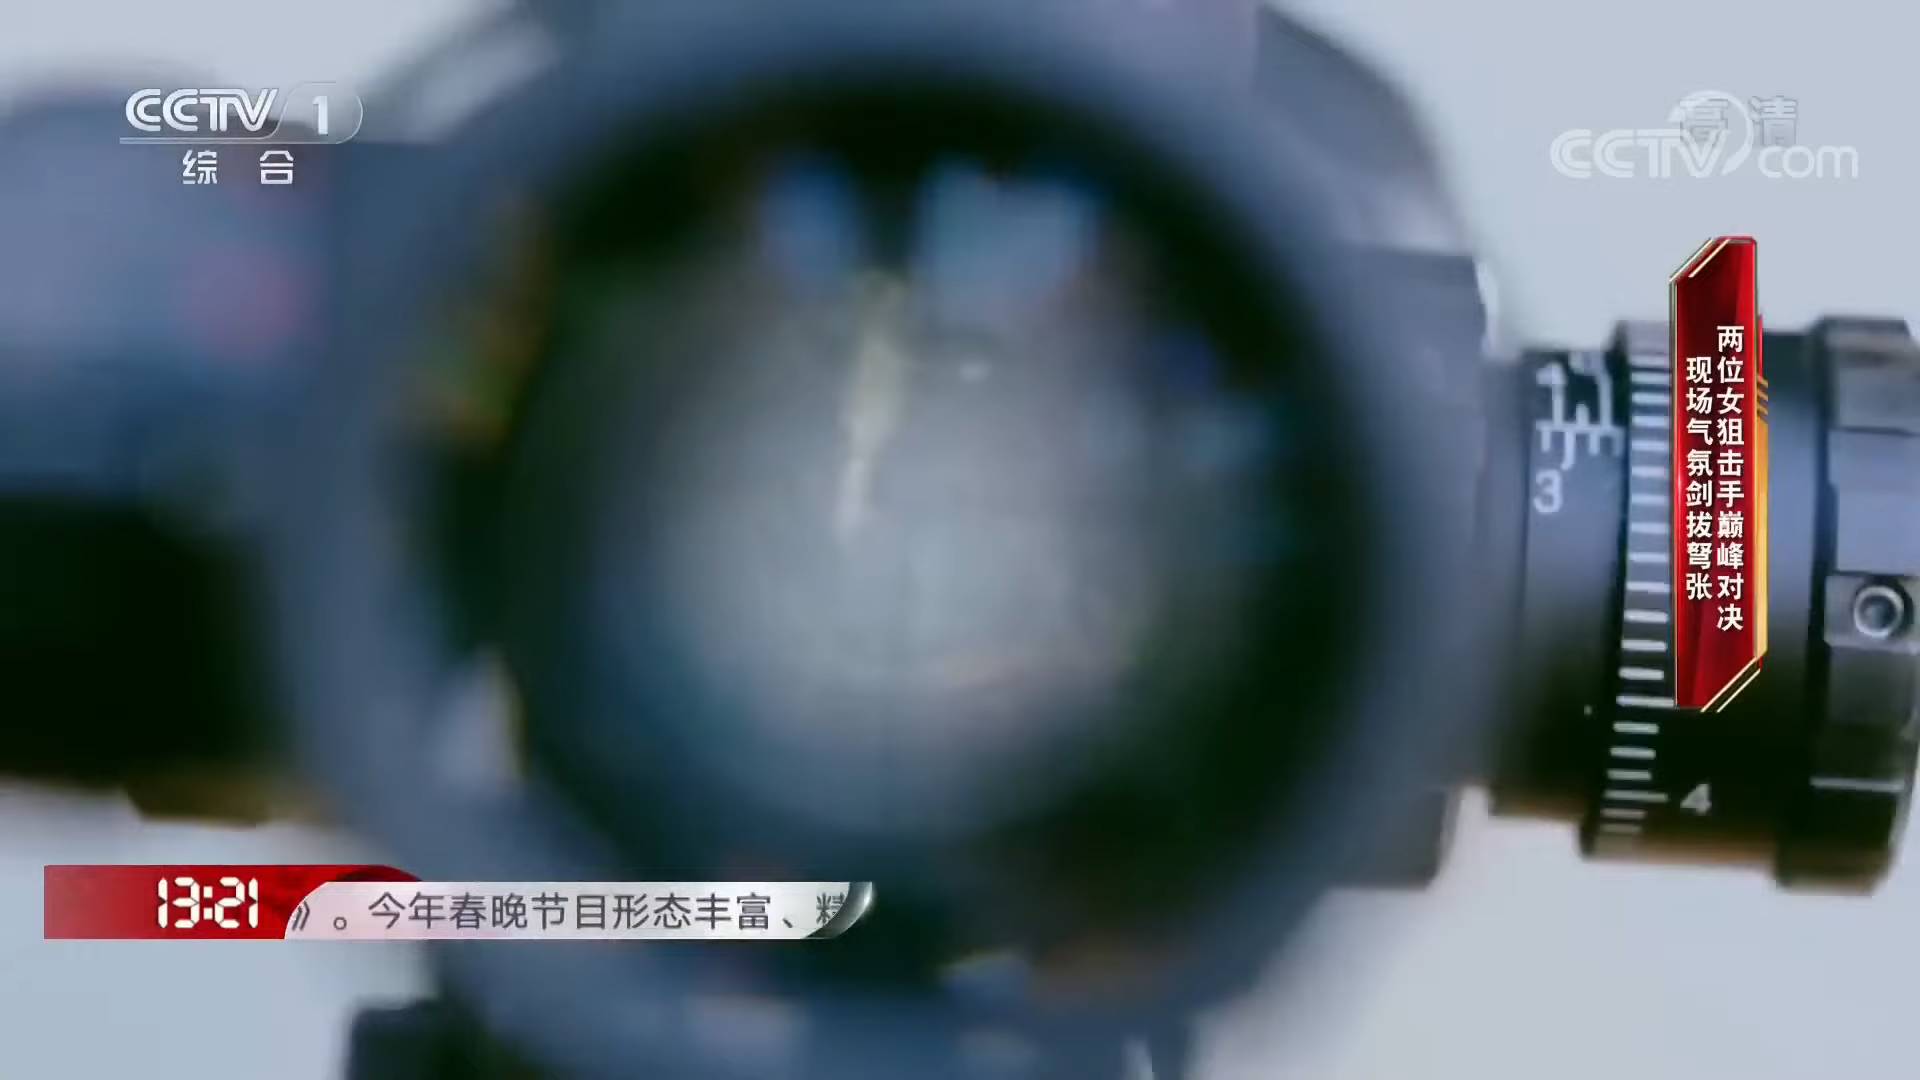 CCTV 1
综合
高清
CCTV com
两位女狙击手巅峰对决
现场气氛剑拔弩张
3
4
13:21
》。今年春晚节目形态丰富、精